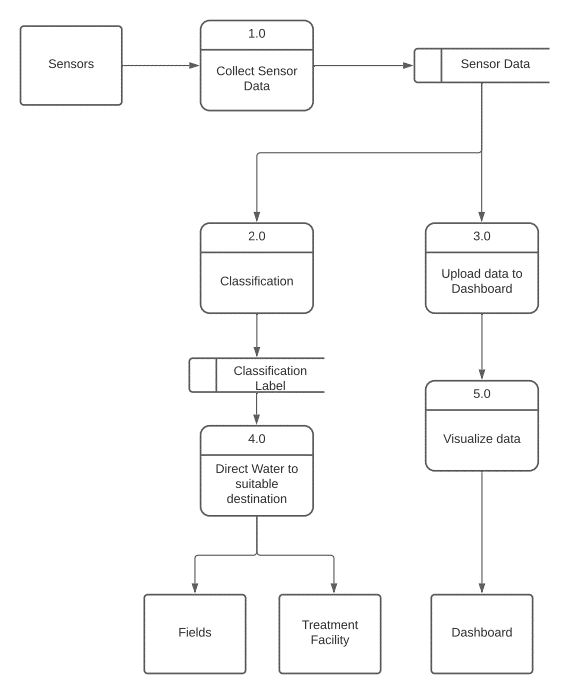 Sensors
1.0
Collect Sensor
Data
Sensor Data
2.0
Classification
3.0
Upload data to
Dashboard
Classification
Label
4.0
Direct Water to
suitable
destination
5.0
Visualize data
Fields
Treatment
Facility
Dashboard